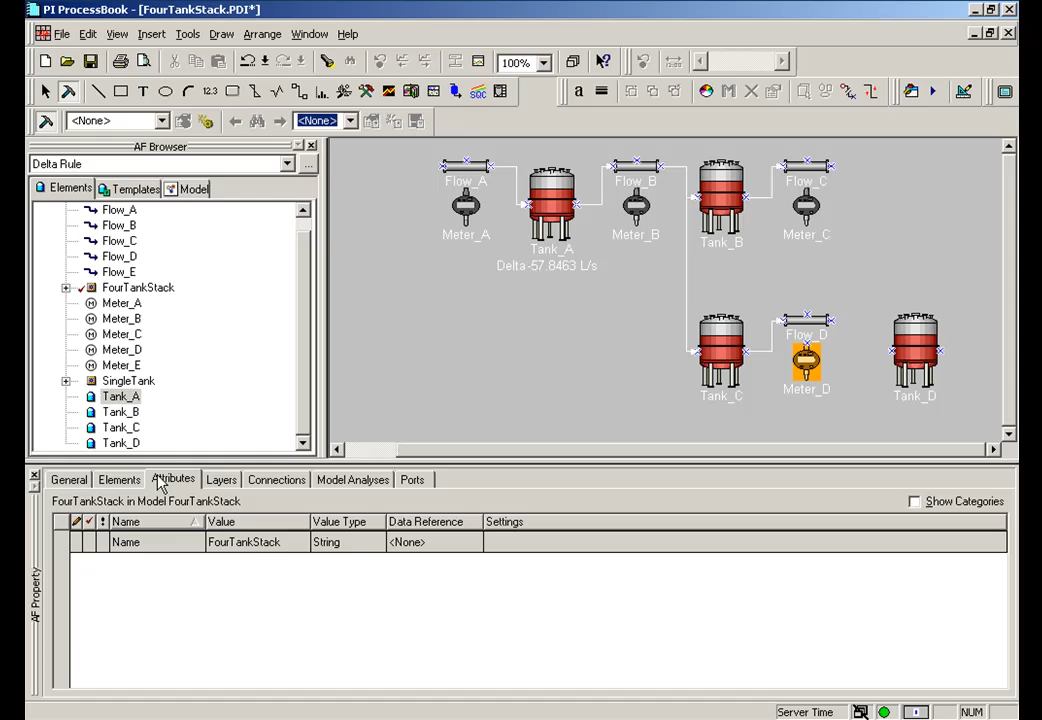 PI ProcessBook - [FourTankStack.PDI*]
File Edit View Insert Tools Draw Arrange Window Help
100%
T 123 SQC a M
<None> <None>
AF Browser
Delta Rule ...
Elements Templates Model
Flow_A
Flow_B
Flow_C
Flow_D
Flow_E
FourTankStack
Meter_A
Meter_B
Meter_C
Meter_D
Meter_E
SingleTank
Tank_A
Tank_B
Tank_C
Tank_D
Flow_A Flow_B Flow_C
Meter_A Meter_B Tank_B Meter_C
Tank_A
Delta -57.8463 L/s
Flow_D
Tank_C Meter_D Tank_D
General Elements Attributes Layers Connections Model Analyses Ports
FourTankStack in Model FourTankStack Show Categories
Name Value Value Type Data Reference Settings
Name FourTankStack String <None>
AF Property
Server Time NUM